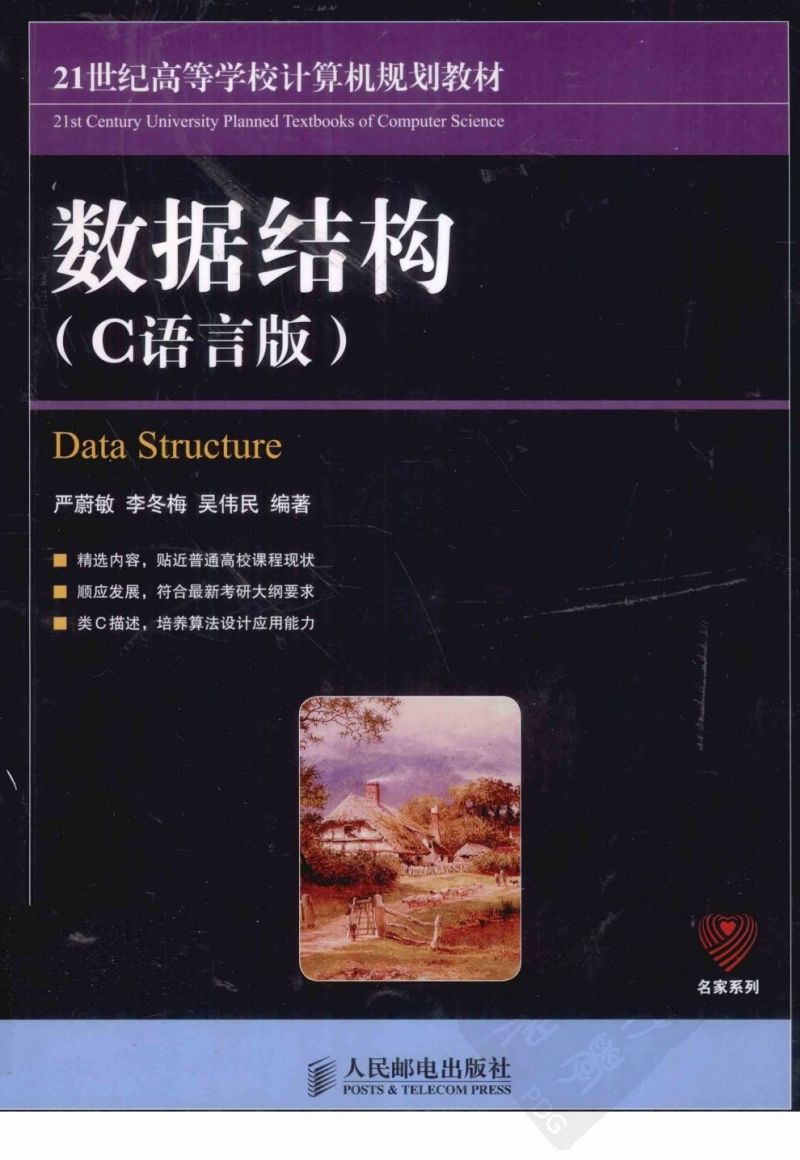 21世纪高等学校计算机规划教材
21st Century University Planned Textbooks of Computer Science
数据结构
（C语言版）
Data Structure
严蔚敏 李冬梅 吴伟民 编著
精选内容，贴近普通高校课程现状
顺应发展，符合最新考研大纲要求
类C描述，培养算法设计应用能力
名家系列
人民邮电出版社
POSTS & TELECOM PRESS
PDG